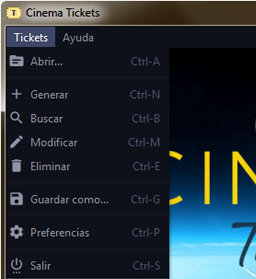 T Cinema Tickets
Tickets Ayuda
Abrir... Ctrl-A
Generar Ctrl-N
Buscar Ctrl-B
Modificar Ctrl-M
Eliminar Ctrl-E
Guardar como... Ctrl-G
Preferencias Ctrl-P
Salir Ctrl-S
CIN